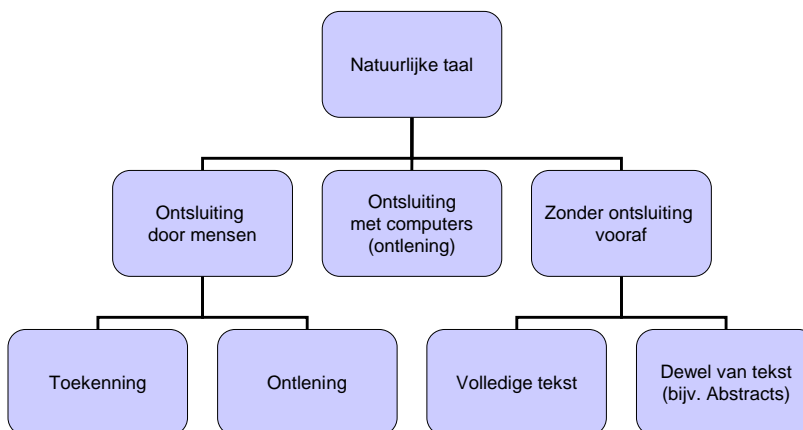 Natuurlijke taal
Ontsluiting
door mensen
Ontsluiting
met computers
(ontlening)
Zonder ontsluiting
vooraf
Toekenning
Ontlening
Volledige tekst
Dewel van tekst
(bijv. Abstracts)